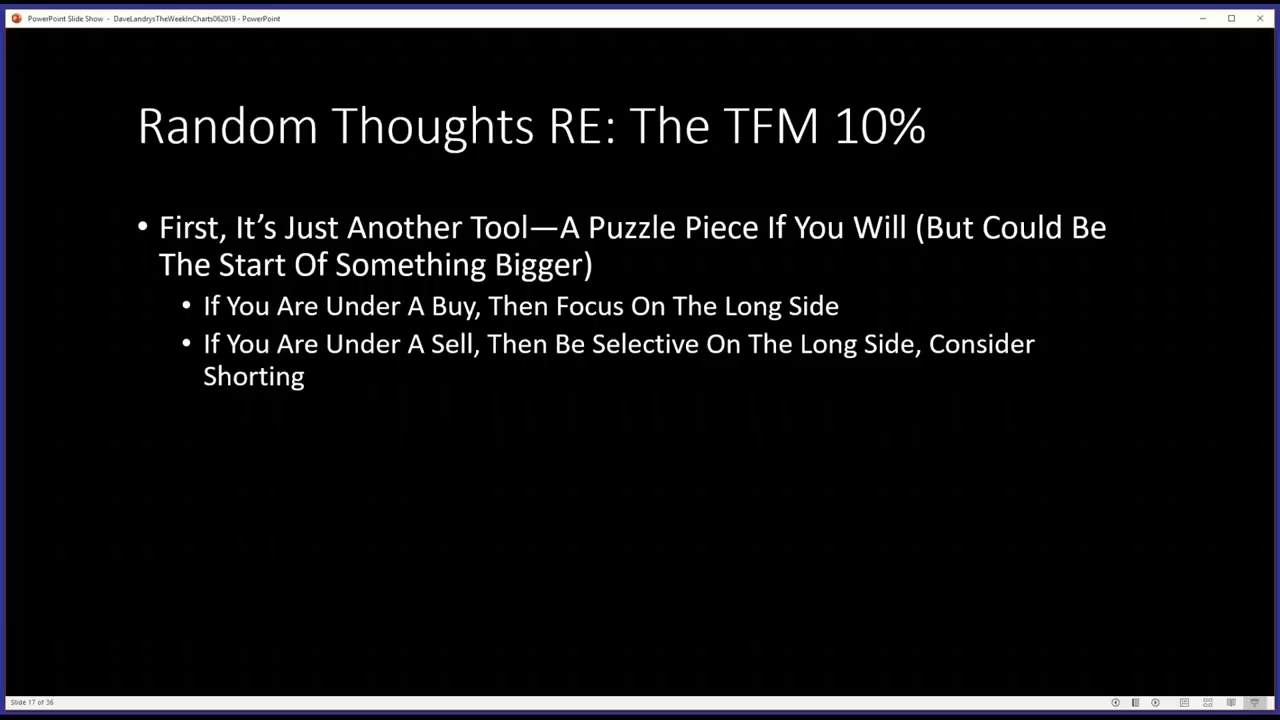 PowerPoint Slide Show - DaveLandrysTheWeekInCharts062019 - PowerPoint
Random Thoughts RE: The TFM 10%
• First, It’s Just Another Tool—A Puzzle Piece If You Will (But Could Be
The Start Of Something Bigger)
• If You Are Under A Buy, Then Focus On The Long Side
• If You Are Under A Sell, Then Be Selective On The Long Side, Consider
Shorting
Slide 17 of 36